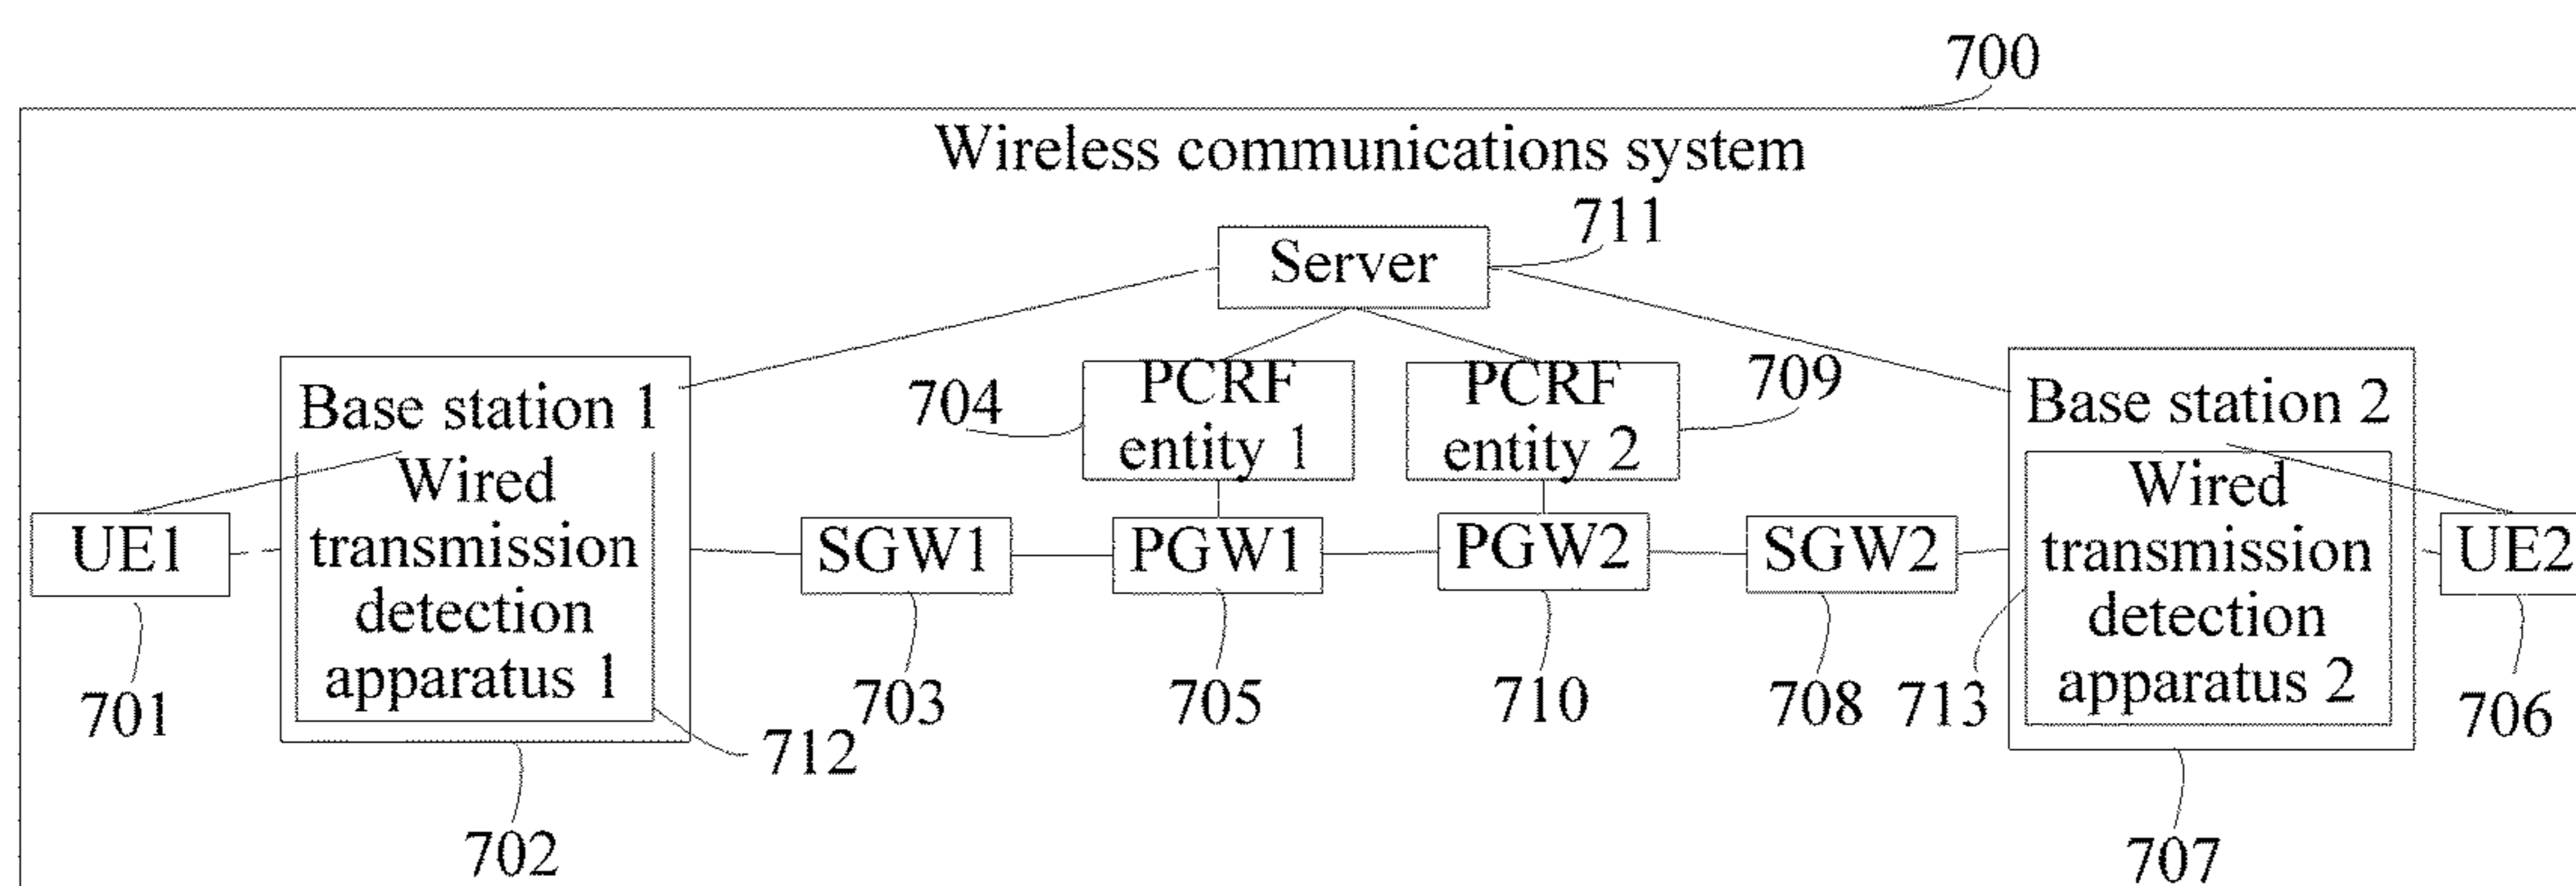 700
Wireless communications system
711
Server
704
PCRF
entity 1
PCRF
entity 2
709
Base station 1
Wired
transmission
detection
apparatus 1
Base station 2
Wired
transmission
detection
apparatus 2
UE1
SGW1
PGW1
PGW2
SGW2
UE2
701
703
705
710
708
713
706
712
702
707